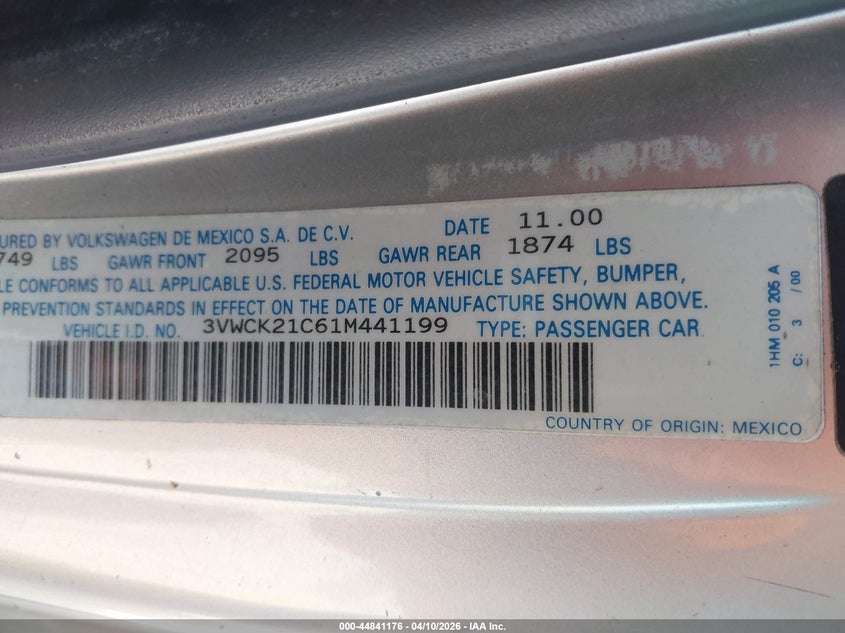 URED BY VOLKSWAGEN DE MEXICO S.A. DE C.V. DATE 11.00
749 LBS GAWR FRONT 2095 LBS GAWR REAR 1874 LBS
LE CONFORMS TO ALL APPLICABLE U.S. FEDERAL MOTOR VEHICLE SAFETY, BUMPER,
PREVENTION STANDARDS IN EFFECT ON THE DATE OF MANUFACTURE SHOWN ABOVE.
VEHICLE I.D. NO. 3VWCK21C61M441199 TYPE: PASSENGER CAR
COUNTRY OF ORIGIN: MEXICO
1HM 010 205 A
C: 3 / 00
000-44841176 — 04/10/2026 — IAA Inc.